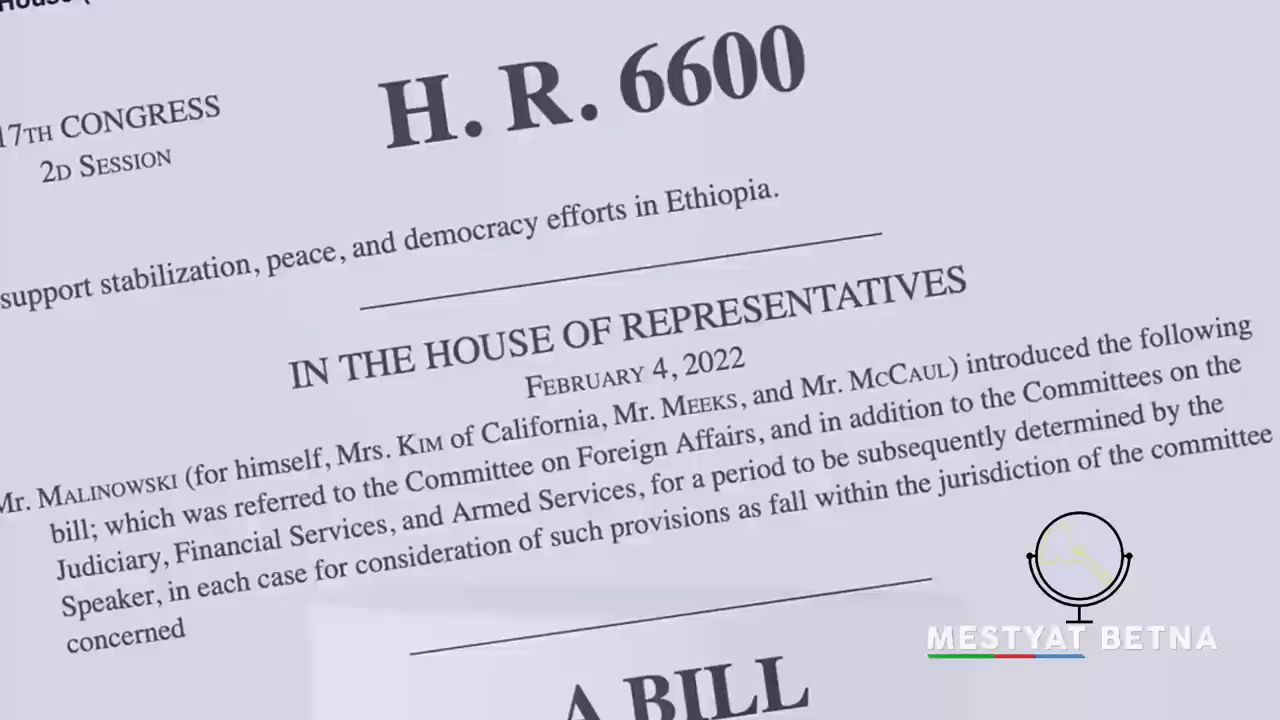 House (
17TH CONGRESS
2D SESSION
H. R. 6600
support stabilization, peace, and democracy efforts in Ethiopia.
IN THE HOUSE OF REPRESENTATIVES
FEBRUARY 4, 2022
Mr. MALINOWSKI (for himself, Mrs. KIM of California, Mr. MEEKS, and Mr. MCCAUL) introduced the following
bill; which was referred to the Committee on Foreign Affairs, and in addition to the Committees on the
Judiciary, Financial Services, and Armed Services, for a period to be subsequently determined by the
Speaker, in each case for consideration of such provisions as fall within the jurisdiction of the committee
concerned
A BILL
MESTYAT BETNA